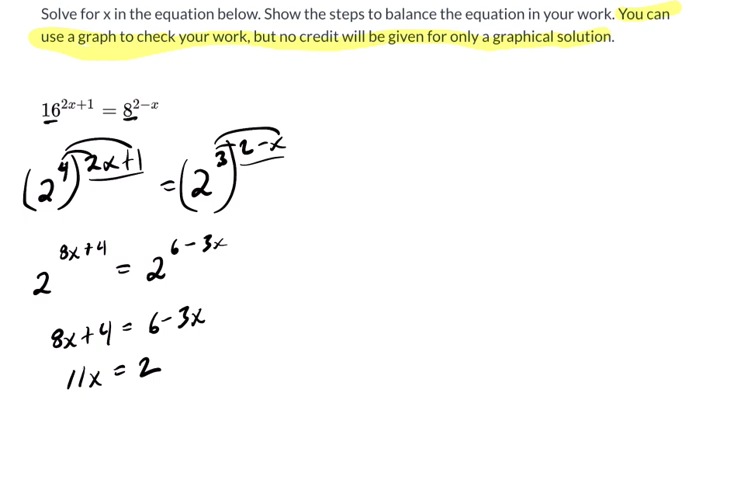 Solve for x in the equation below. Show the steps to balance the equation in your work. You can
use a graph to check your work, but no credit will be given for only a graphical solution.
16^{2x+1} = 8^{2−x}
(2^4)^{2x+1} = (2^3)^{2-x}
2^{8x+4} = 2^{6-3x}
8x+4 = 6-3x
11x = 2